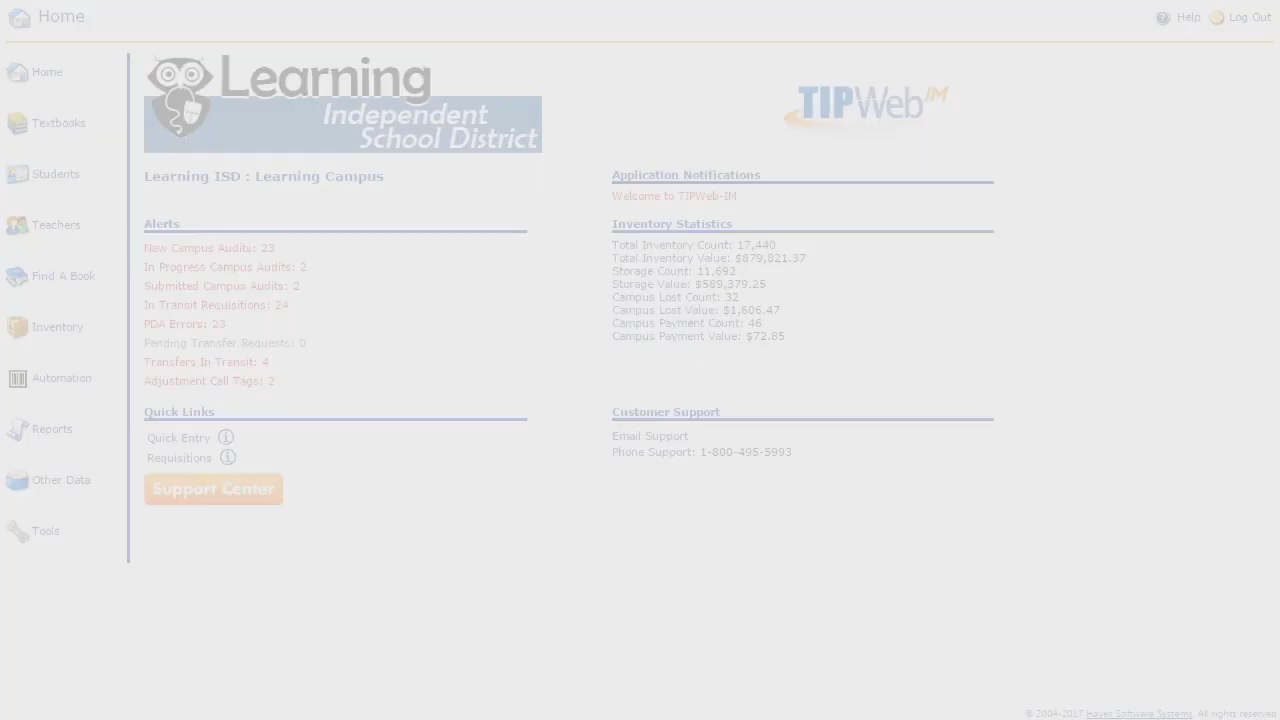 Home
Help Log Out
Home
Textbooks
Students
Teachers
Find A Book
Inventory
Automation
Reports
Other Data
Tools
Learning
Independent
School District
Learning ISD : Learning Campus
Alerts
New Campus Audits: 23
In Progress Campus Audits: 2
Submitted Campus Audits: 2
In Transit Requisitions: 24
PDA Errors: 23
Pending Transfer Requests: 0
Transfers In Transit: 4
Adjustment Call Tags: 2
Quick Links
Quick Entry
Requisitions
Support Center
TIPWebIM
Application Notifications
Welcome to TIPWeb-IM
Inventory Statistics
Total Inventory Count: 17,440
Total Inventory Value: $879,821.37
Storage Count: 11,692
Storage Value: $589,379.25
Campus Lost Count: 32
Campus Lost Value: $1,606.47
Campus Payment Count: 46
Campus Payment Value: $72.85
Customer Support
Email Support
Phone Support: 1-800-495-5993
© 2004-2017 Hayes Software Systems. All rights reserved